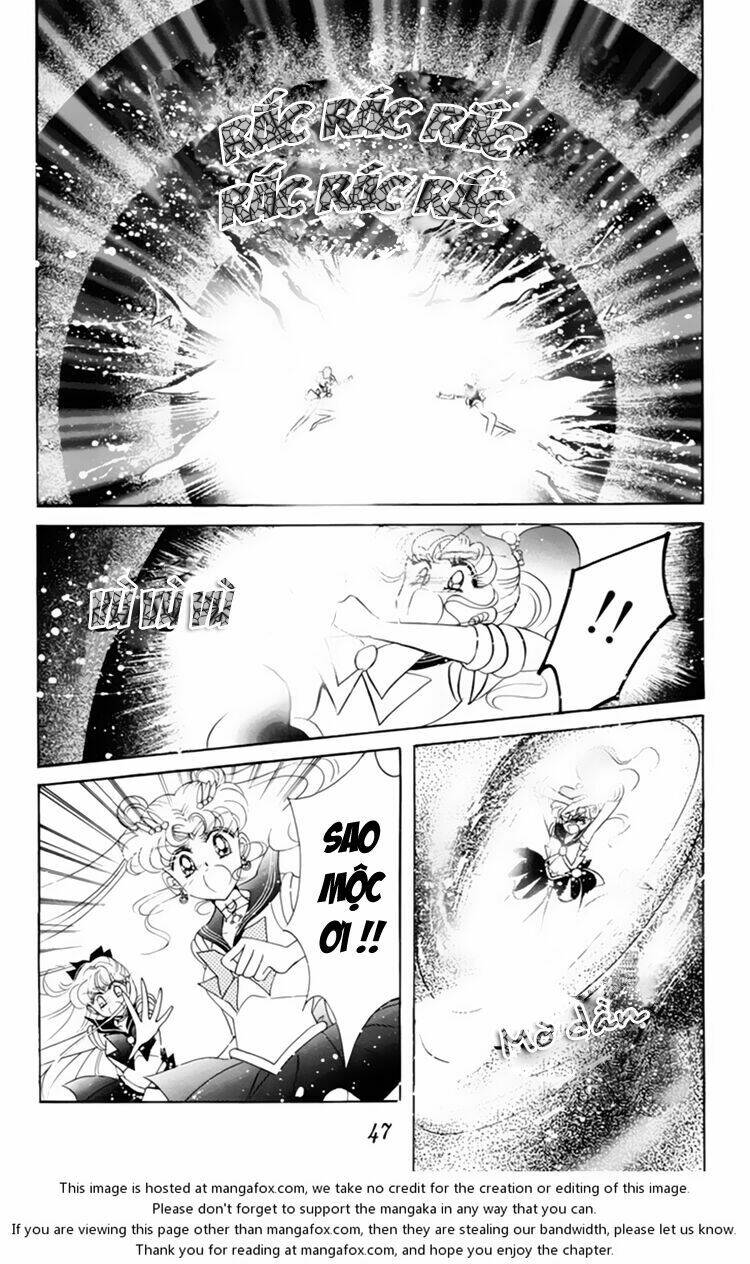 RẮC RẮC RẮC
RẮC RẮC RẮC
VÙ VÙ VÙ
!!
SAO
MỘC
ƠI !!
Mờ dần
47
This image is hosted at mangafox.com, we take no credit for the creation or editing of this image.
Please don't forget to support the mangaka in any way that you can.
If you are viewing this page other than mangafox.com, then they are stealing our bandwidth, please let us know.
Thank you for reading at mangafox.com, and hope you enjoy the chapter.